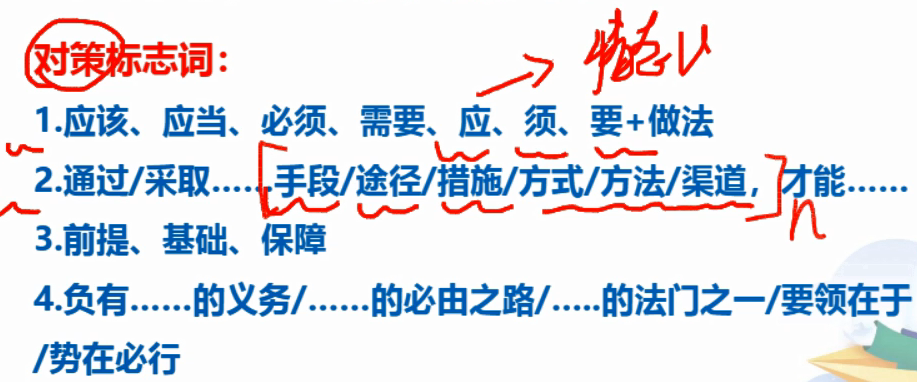 对策标志词：
情态V
1.应该、应当、必须、需要、应、须、要+做法
2.通过/采取……手段/途径/措施/方式/方法/渠道，才能……
n
3.前提、基础、保障
4.负有……的义务/……的必由之路/…..的法门之一/要领在于
/势在必行